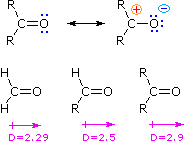 R R
C=O ⟷ C–O
+ −
R R
H R R
C=O C=O C=O
H H R
D=2.29 D=2.5 D=2.9